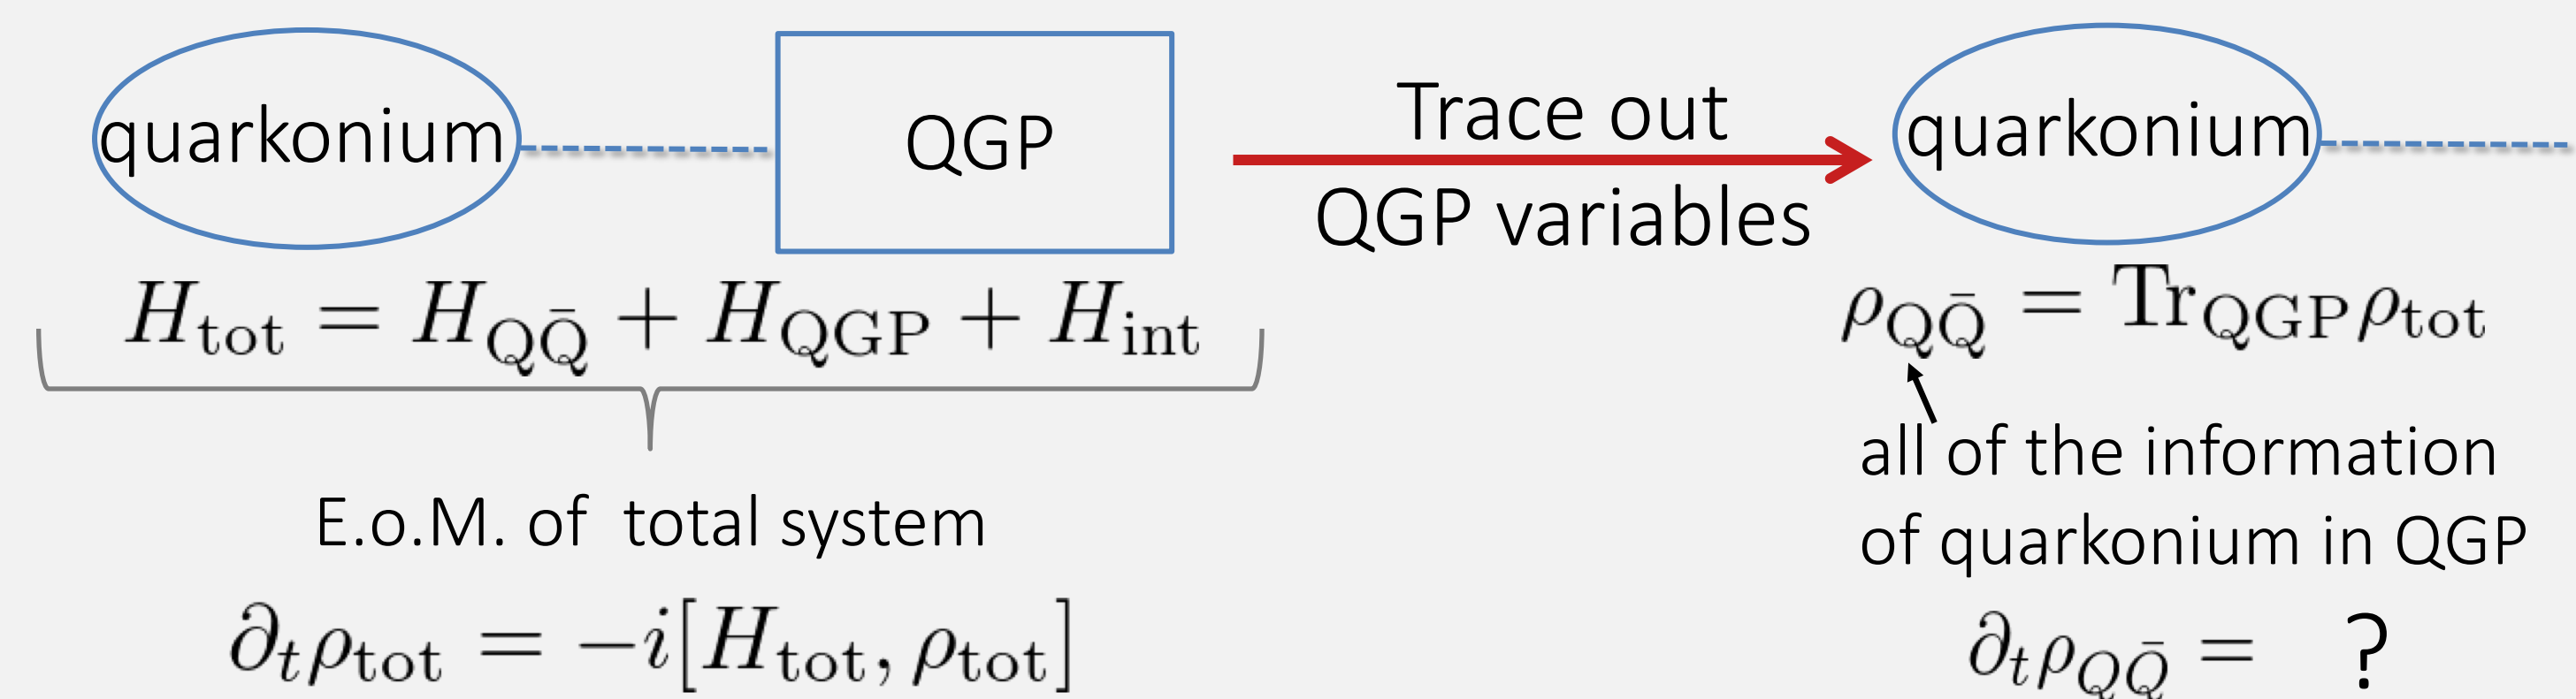 quarkonium
QGP
Trace out
QGP variables
quarkonium
H_tot = H_QQ̄ + H_QGP + H_int
ρ_QQ̄ = Tr_QGP ρ_tot
all of the information
of quarkonium in QGP
E.o.M. of total system
∂_t ρ_tot = −i[H_tot, ρ_tot]
∂_t ρ_QQ̄ = ?